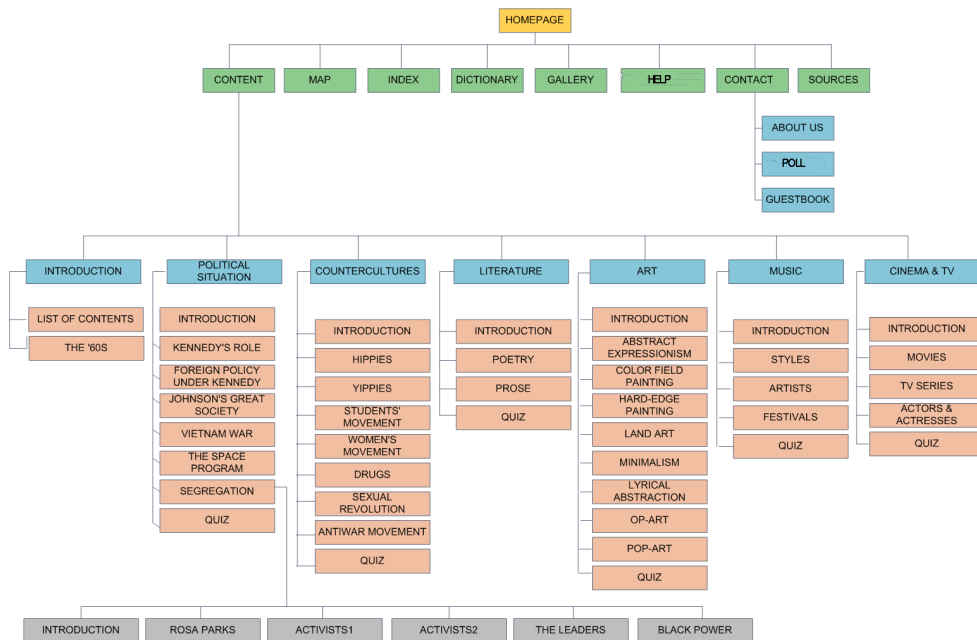 HOMEPAGE
CONTENT
MAP
INDEX
DICTIONARY
GALLERY
HELP
CONTACT
SOURCES
ABOUT US
POLL
GUESTBOOK
INTRODUCTION
POLITICAL
SITUATION
COUNTERCULTURES
LITERATURE
ART
MUSIC
CINEMA & TV
LIST OF CONTENTS
THE '60S
INTRODUCTION
KENNEDY'S ROLE
FOREIGN POLICY
UNDER KENNEDY
JOHNSON'S GREAT
SOCIETY
VIETNAM WAR
THE SPACE
PROGRAM
SEGREGATION
QUIZ
INTRODUCTION
HIPPIES
YIPPIES
STUDENTS'
MOVEMENT
WOMEN'S
MOVEMENT
DRUGS
SEXUAL
REVOLUTION
ANTIWAR MOVEMENT
QUIZ
INTRODUCTION
POETRY
PROSE
QUIZ
INTRODUCTION
ABSTRACT
EXPRESSIONISM
COLOR FIELD
PAINTING
HARD-EDGE
PAINTING
LAND ART
MINIMALISM
LYRICAL
ABSTRACTION
OP-ART
POP-ART
QUIZ
INTRODUCTION
STYLES
ARTISTS
FESTIVALS
QUIZ
INTRODUCTION
MOVIES
TV SERIES
ACTORS &
ACTRESSES
QUIZ
INTRODUCTION
ROSA PARKS
ACTIVISTS1
ACTIVISTS2
THE LEADERS
BLACK POWER